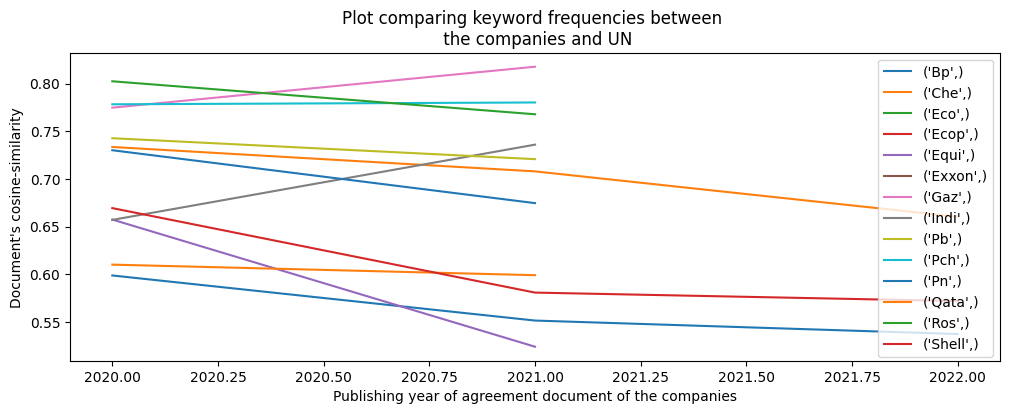 Plot comparing keyword frequencies between
the companies and UN
Document's cosine-similarity
0.80
0.75
0.70
0.65
0.60
0.55
2020.00 2020.25 2020.50 2020.75 2021.00 2021.25 2021.50 2021.75 2022.00
Publishing year of agreement document of the companies
('Bp',)
('Che',)
('Eco',)
('Ecop',)
('Equi',)
('Exxon',)
('Gaz',)
('Indi',)
('Pb',)
('Pch',)
('Pn',)
('Qata',)
('Ros',)
('Shell',)